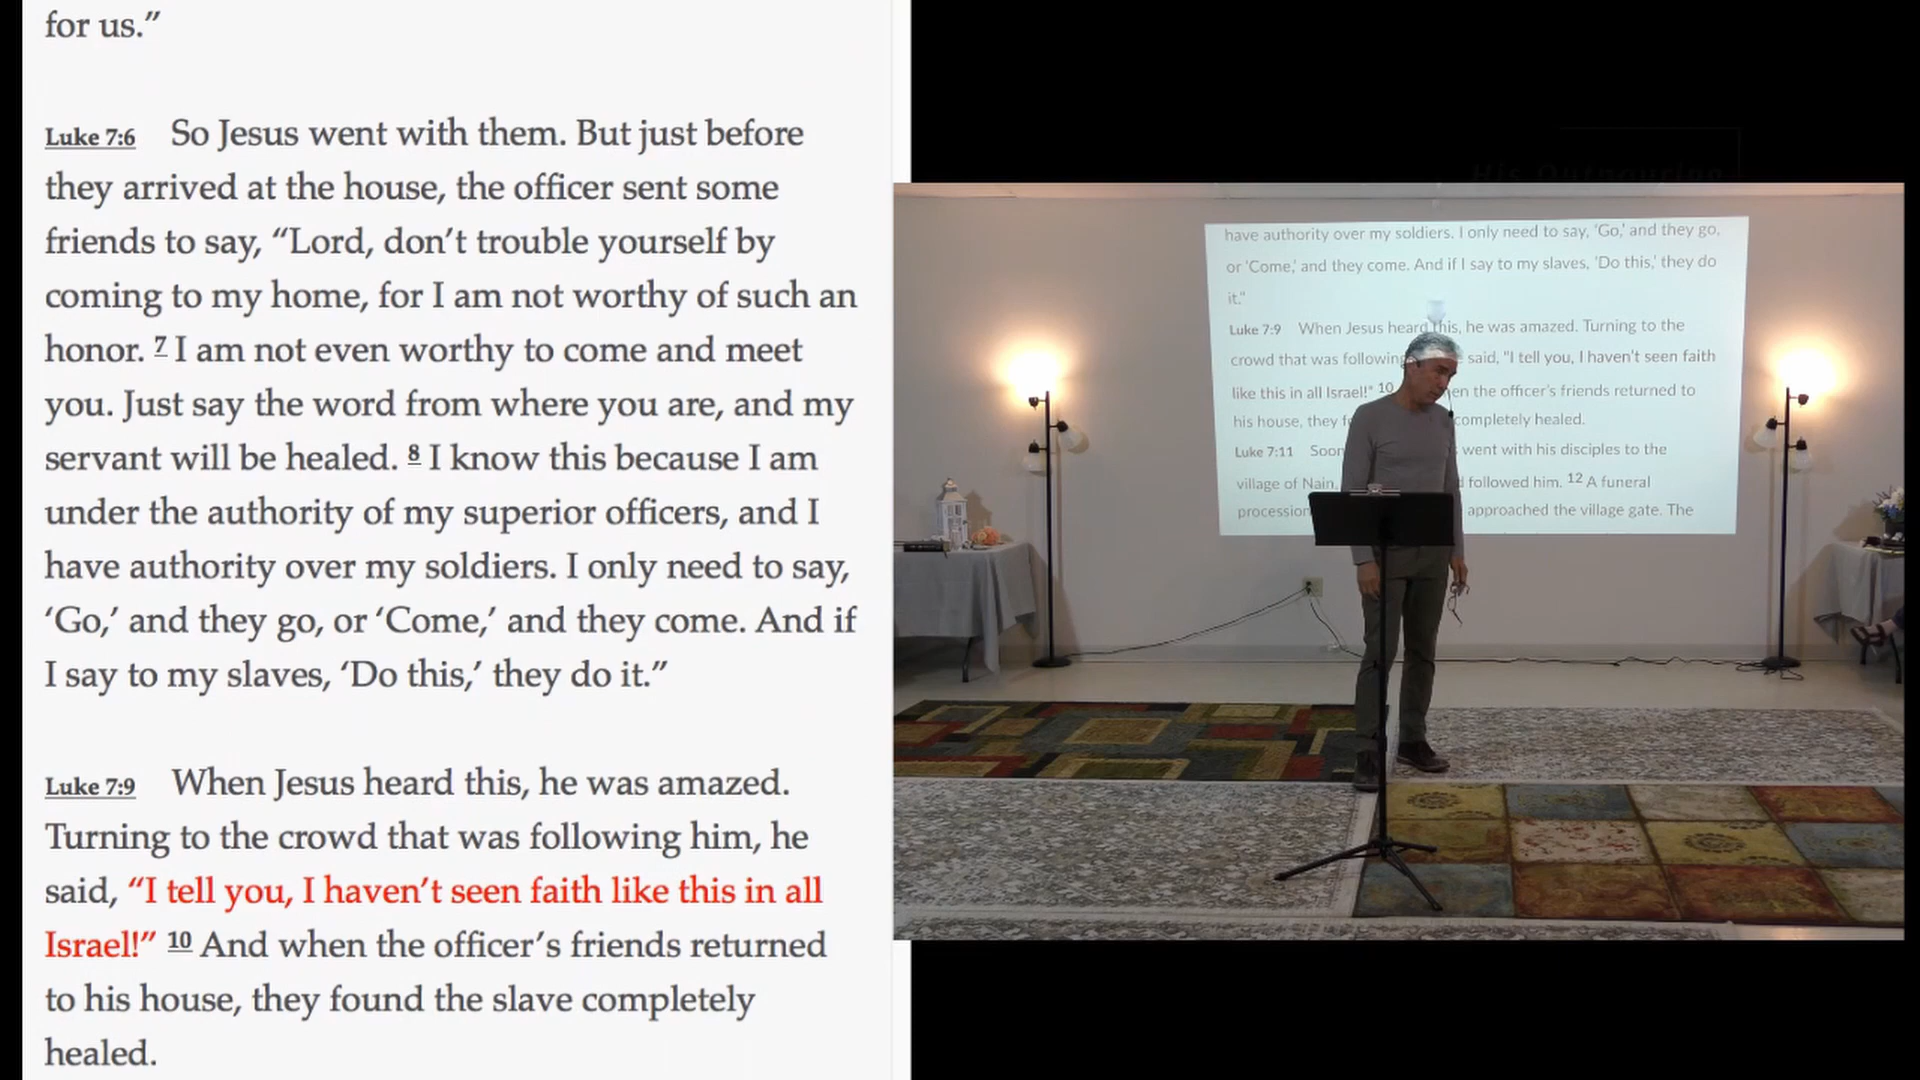 for us.”
Luke 7:6 So Jesus went with them. But just before
they arrived at the house, the officer sent some
friends to say, “Lord, don’t trouble yourself by
coming to my home, for I am not worthy of such an
honor. 7 I am not even worthy to come and meet
you. Just say the word from where you are, and my
servant will be healed. 8 I know this because I am
under the authority of my superior officers, and I
have authority over my soldiers. I only need to say,
‘Go,’ and they go, or ‘Come,’ and they come. And if
I say to my slaves, ‘Do this,’ they do it.”
Luke 7:9 When Jesus heard this, he was amazed.
Turning to the crowd that was following him, he
said, “I tell you, I haven’t seen faith like this in all
Israel!” 10 And when the officer’s friends returned
to his house, they found the slave completely
healed.
His Outpouring
have authority over my soldiers. I only need to say, ‘Go,’ and they go,
or ‘Come,’ and they come. And if I say to my slaves, ‘Do this,’ they do
it.”
Luke 7:9 When Jesus heard this, he was amazed. Turning to the
crowd that was following said, “I tell you, I haven’t seen faith
like this in all Israel!” 10 the officer’s friends returned to
his house, they completely healed.
Luke 7:11 Soon went with his disciples to the
village of Nain, followed him. 12 A funeral
procession approached the village gate. The